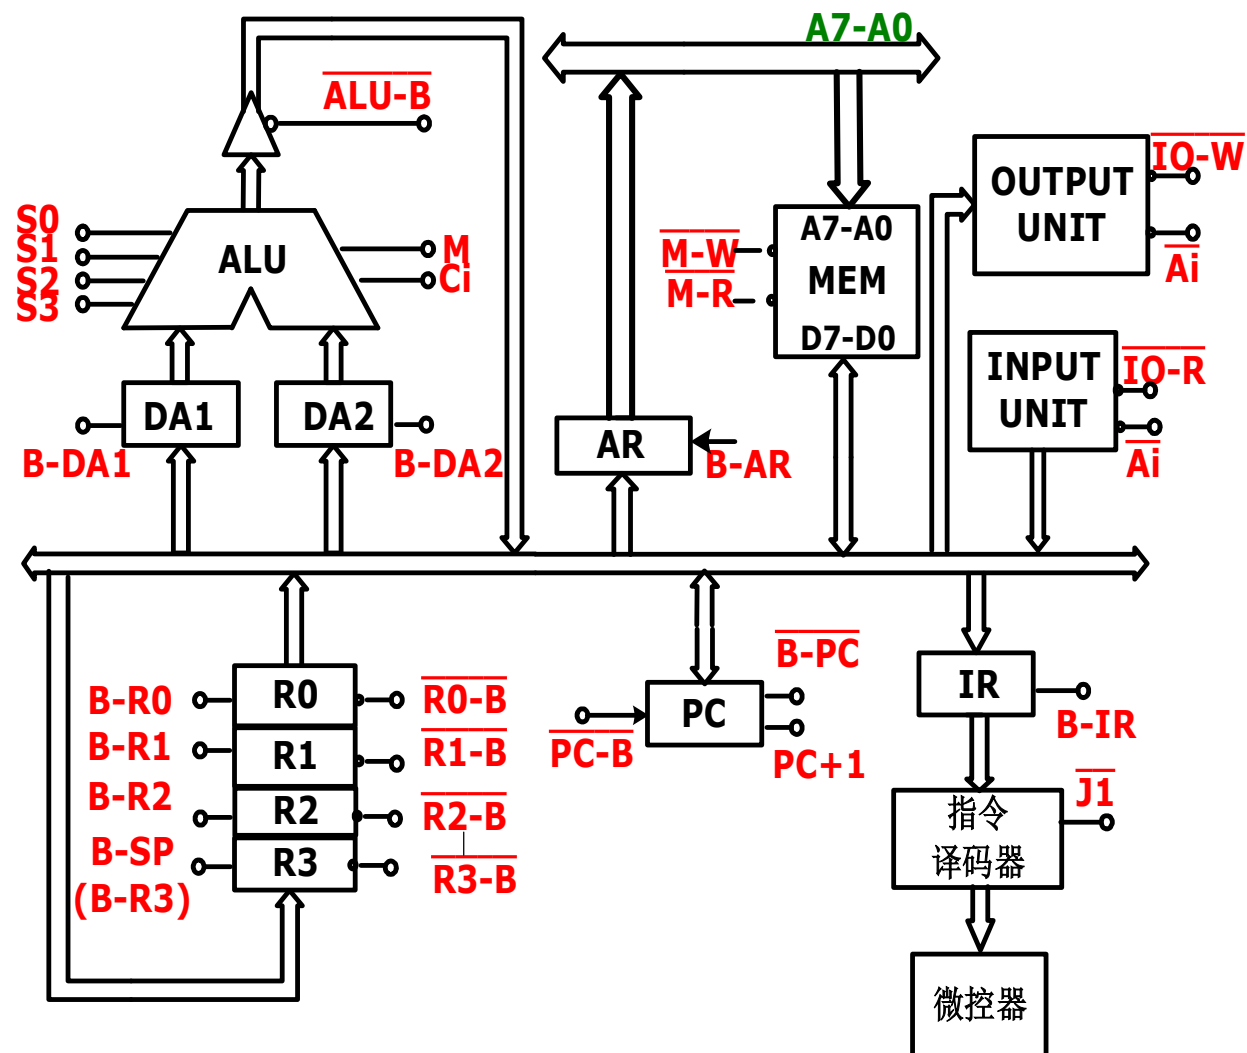 A7-A0
ALU-B
IO-W
OUTPUT
UNIT
Ai
S0
S1
S2
S3
ALU
M
Ci
M-W
M-R
A7-A0
MEM
D7-D0
INPUT
UNIT
IO-R
Ai
DA1
DA2
B-DA1
B-DA2
AR
B-AR
B-R0
R0
R0-B
B-R1
R1
R1-B
B-R2
R2
R2-B
B-SP
(B-R3)
R3
R3-B
B-PC
PC
PC-B
PC+1
IR
B-IR
指令
译码器
J1
微控器